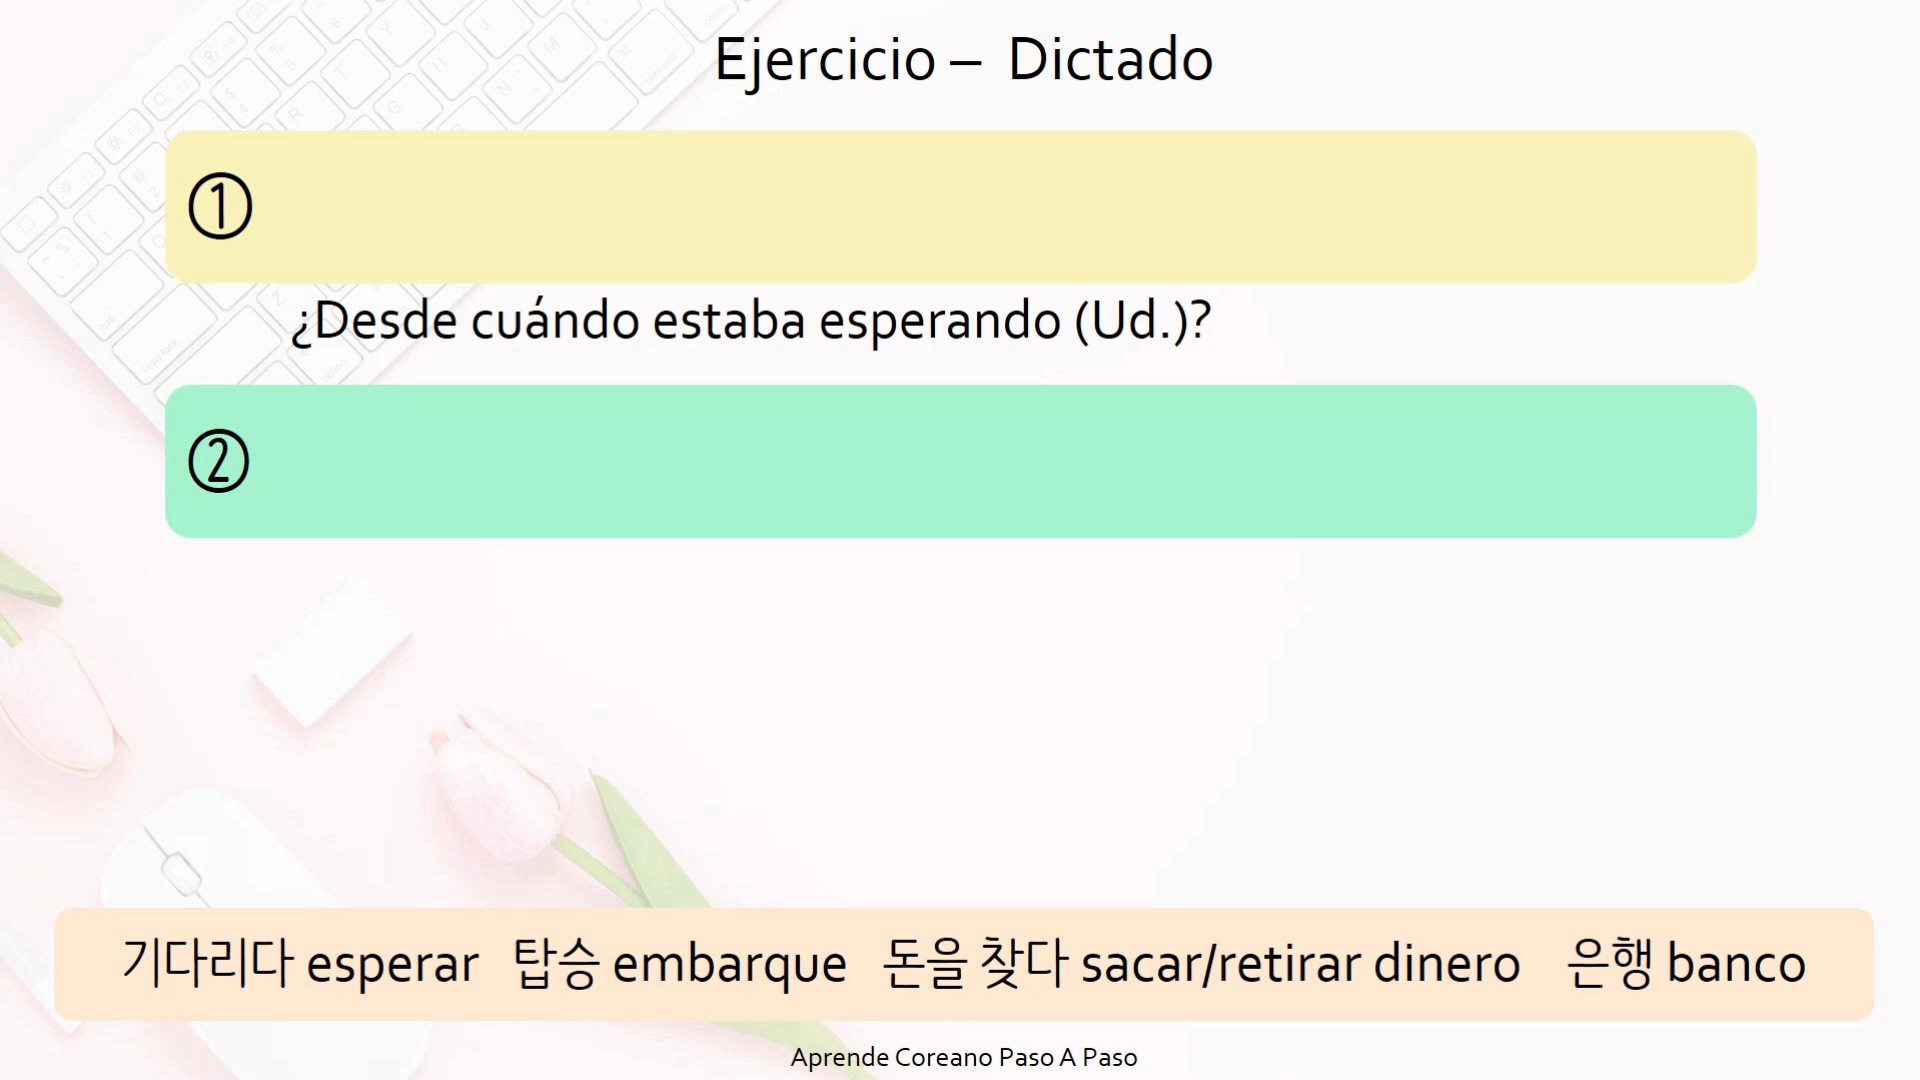 Ejercicio – Dictado
①
¿Desde cuándo estaba esperando (Ud.)?
②
기다리다 esperar 탑승 embarque 돈을 찾다 sacar/retirar dinero 은행 banco
Aprende Coreano Paso A Paso